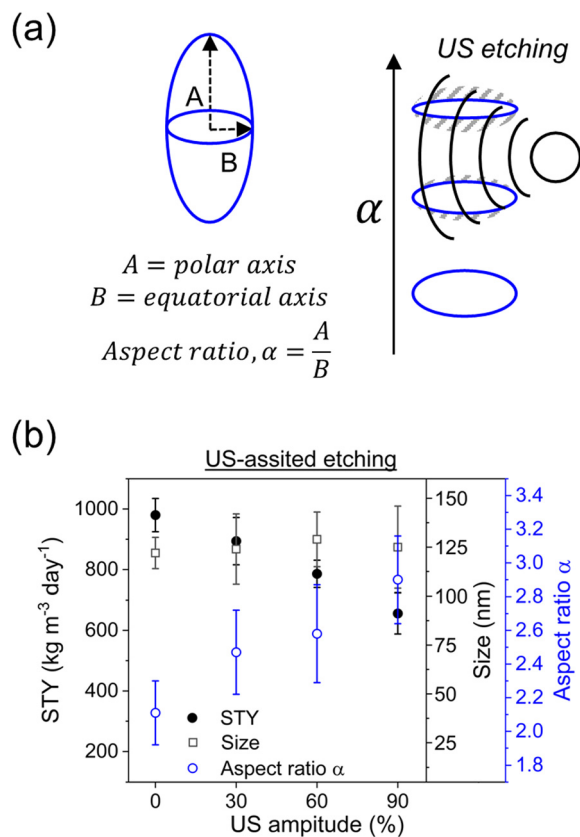 (a)
US etching
A
B
α
A = polar axis
B = equatorial axis
Aspect ratio, α = A/B
(b)
US-assited etching
STY (kg m⁻³ day⁻¹)
1000
800
600
400
200
STY
Size
Aspect ratio α
0 30 60 90
US ampitude (%)
150
125
100
75
50
25
Size (nm)
3.4
3.2
3.0
2.8
2.6
2.4
2.2
2.0
1.8
Aspect ratio α